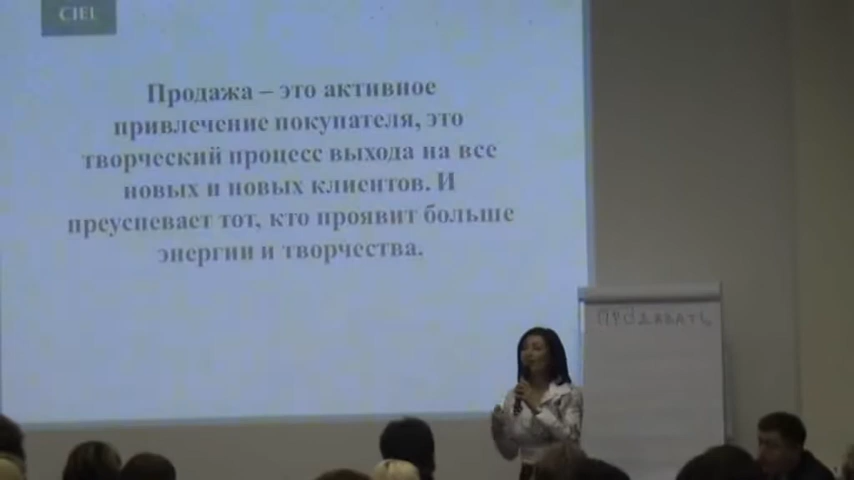 CIEL
Продажа – это активное
привлечение покупателя, это
творческий процесс выхода на все
новых и новых клиентов. И
преуспевает тот, кто проявит больше
энергии и творчества.
ПРОДАВАТЬ